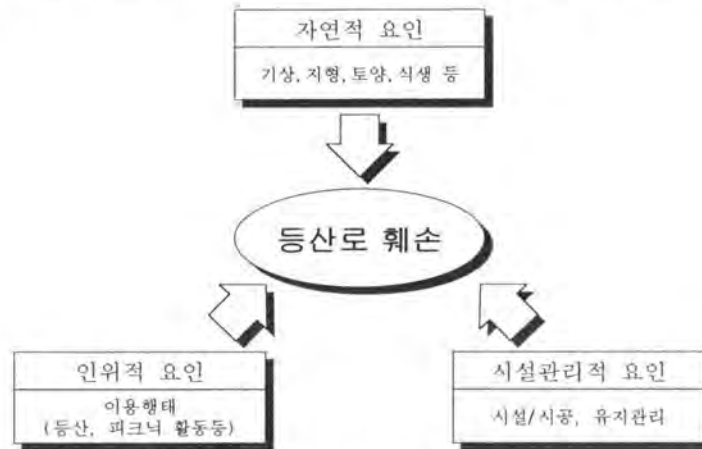 자연적 요인
기상, 지형, 토양, 식생 등
등산로 훼손
인위적 요인
이용행태
(등산, 피크닉 활동등)
시설관리적 요인
시설/시공, 유지관리